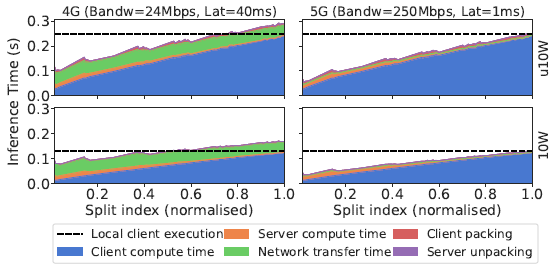 4G (Bandw=24Mbps, Lat=40ms)
5G (Bandw=250Mbps, Lat=1ms)
Inference Time (s)
0.3
0.2
0.1
0.0
u10W
0.3
0.2
0.1
0.0
10W
0.2 0.4 0.6 0.8 1.0
0.2 0.4 0.6 0.8 1.0
Split index (normalised)
Split index (normalised)
Local client execution
Server compute time
Client packing
Client compute time
Network transfer time
Server unpacking